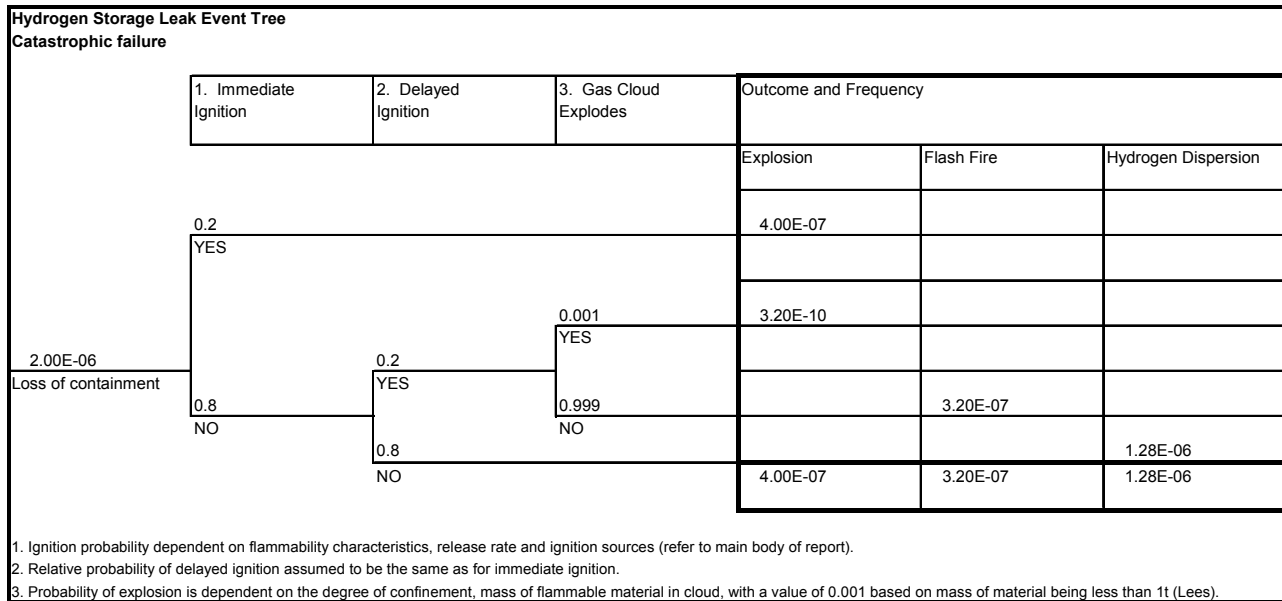 Hydrogen Storage Leak Event Tree
Catastrophic failure
1. Immediate
Ignition
2. Delayed
Ignition
3. Gas Cloud
Explodes
Outcome and Frequency
Explosion
Flash Fire
Hydrogen Dispersion
0.2
4.00E-07
YES
0.001
3.20E-10
YES
2.00E-06
0.2
Loss of containment
YES
0.8
0.999
3.20E-07
NO
NO
0.8
1.28E-06
NO
4.00E-07
3.20E-07
1.28E-06
1. Ignition probability dependent on flammability characteristics, release rate and ignition sources (refer to main body of report).
2. Relative probability of delayed ignition assumed to be the same as for immediate ignition.
3. Probability of explosion is dependent on the degree of confinement, mass of flammable material in cloud, with a value of 0.001 based on mass of material being less than 1t (Lees).